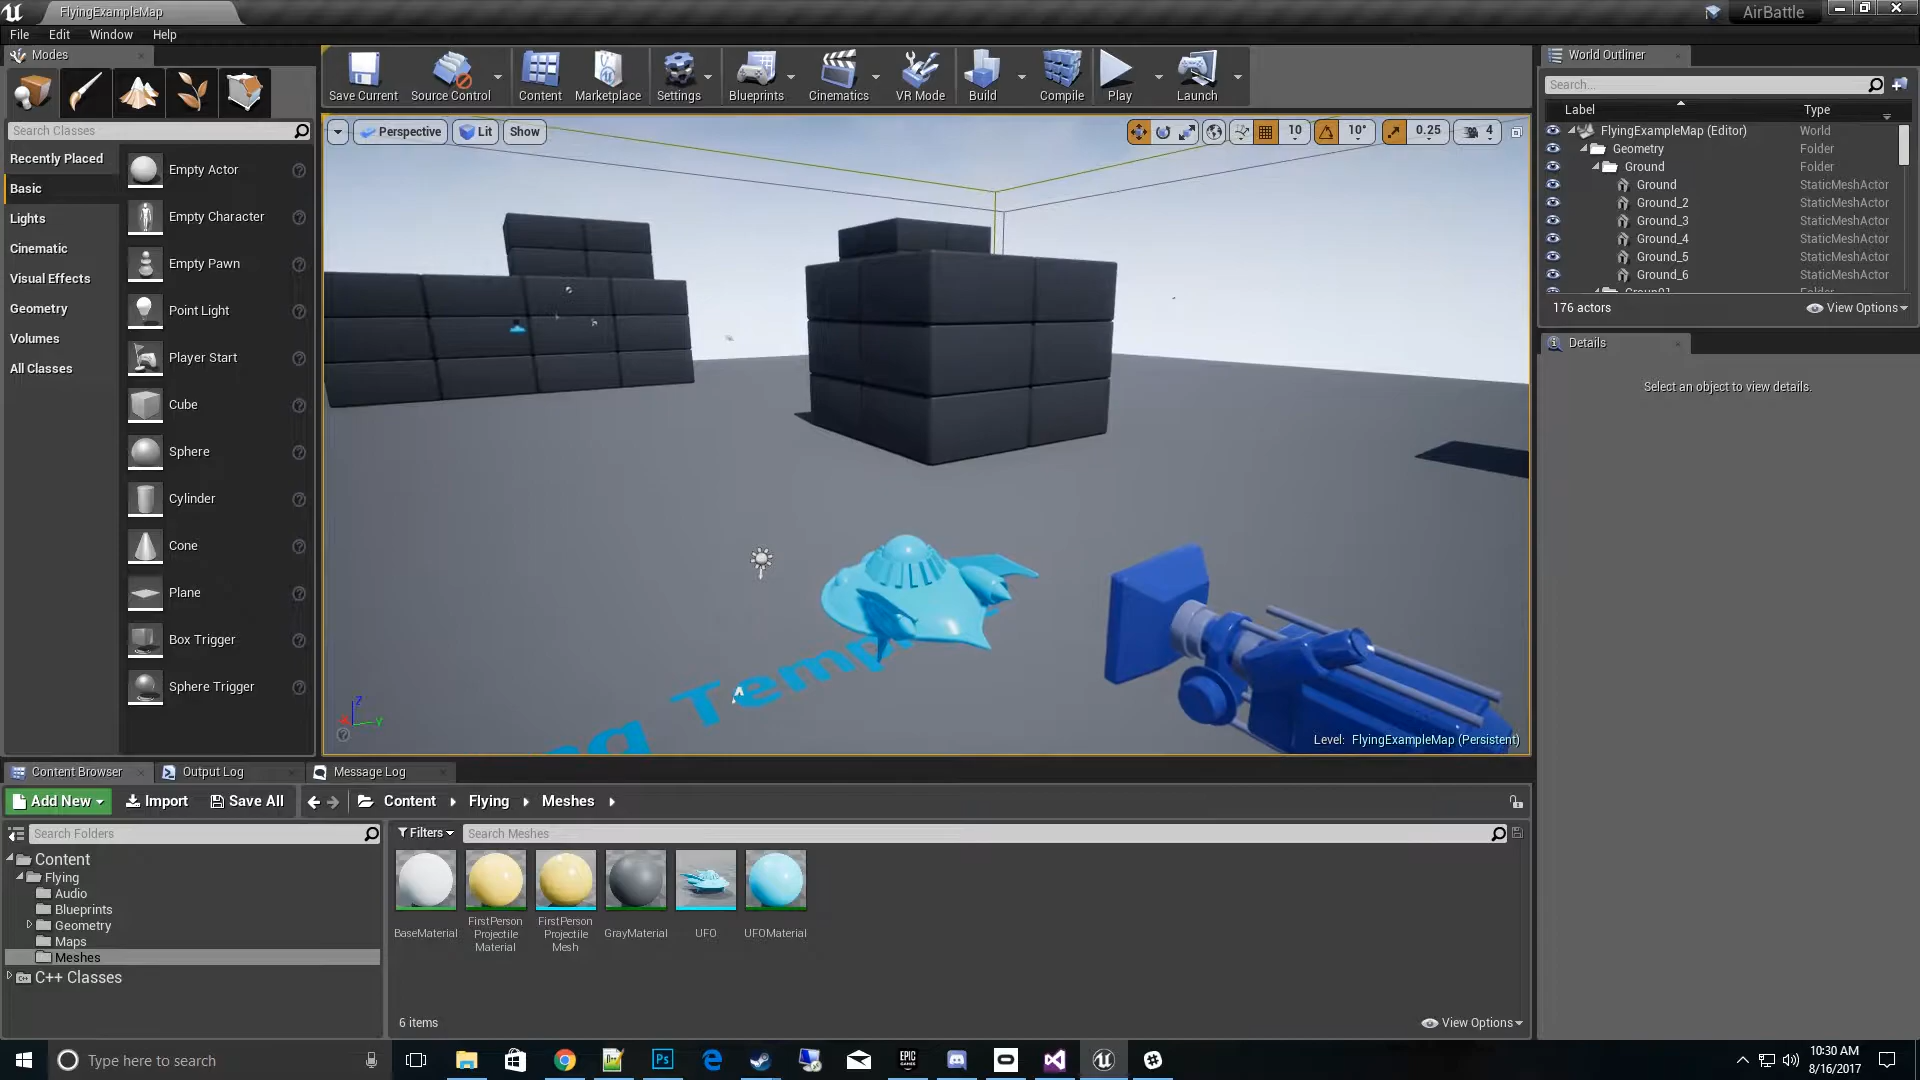 FlyingExampleMap
AirBattle
File Edit Window Help
Modes
Search Classes
Recently Placed
Basic
Lights
Cinematic
Visual Effects
Geometry
Volumes
All Classes
Empty Actor
Empty Character
Empty Pawn
Point Light
Player Start
Cube
Sphere
Cylinder
Cone
Plane
Box Trigger
Sphere Trigger
Save Current Source Control Content Marketplace Settings Blueprints Cinematics VR Mode Build Compile Play Launch
Perspective Lit Show
10 10° 0.25 4
ng Templ
Z
X Y
Level: FlyingExampleMap (Persistent)
World Outliner
Search...
Label Type
FlyingExampleMap (Editor) World
Geometry Folder
Ground Folder
Ground StaticMeshActor
Ground_2 StaticMeshActor
Ground_3 StaticMeshActor
Ground_4 StaticMeshActor
Ground_5 StaticMeshActor
Ground_6 StaticMeshActor
176 actors
View Options
Details
Select an object to view details.
Content Browser Output Log Message Log
Add New Import Save All Content Flying Meshes
Search Folders
Content
Flying
Audio
Blueprints
Geometry
Maps
Meshes
C++ Classes
Filters Search Meshes
BaseMaterial
FirstPerson
Projectile
Material
FirstPerson
Projectile
Mesh
GrayMaterial
UFO
UFOMaterial
6 items
View Options
Type here to search
Ps
EPIC
GAMES
10:30 AM
8/16/2017